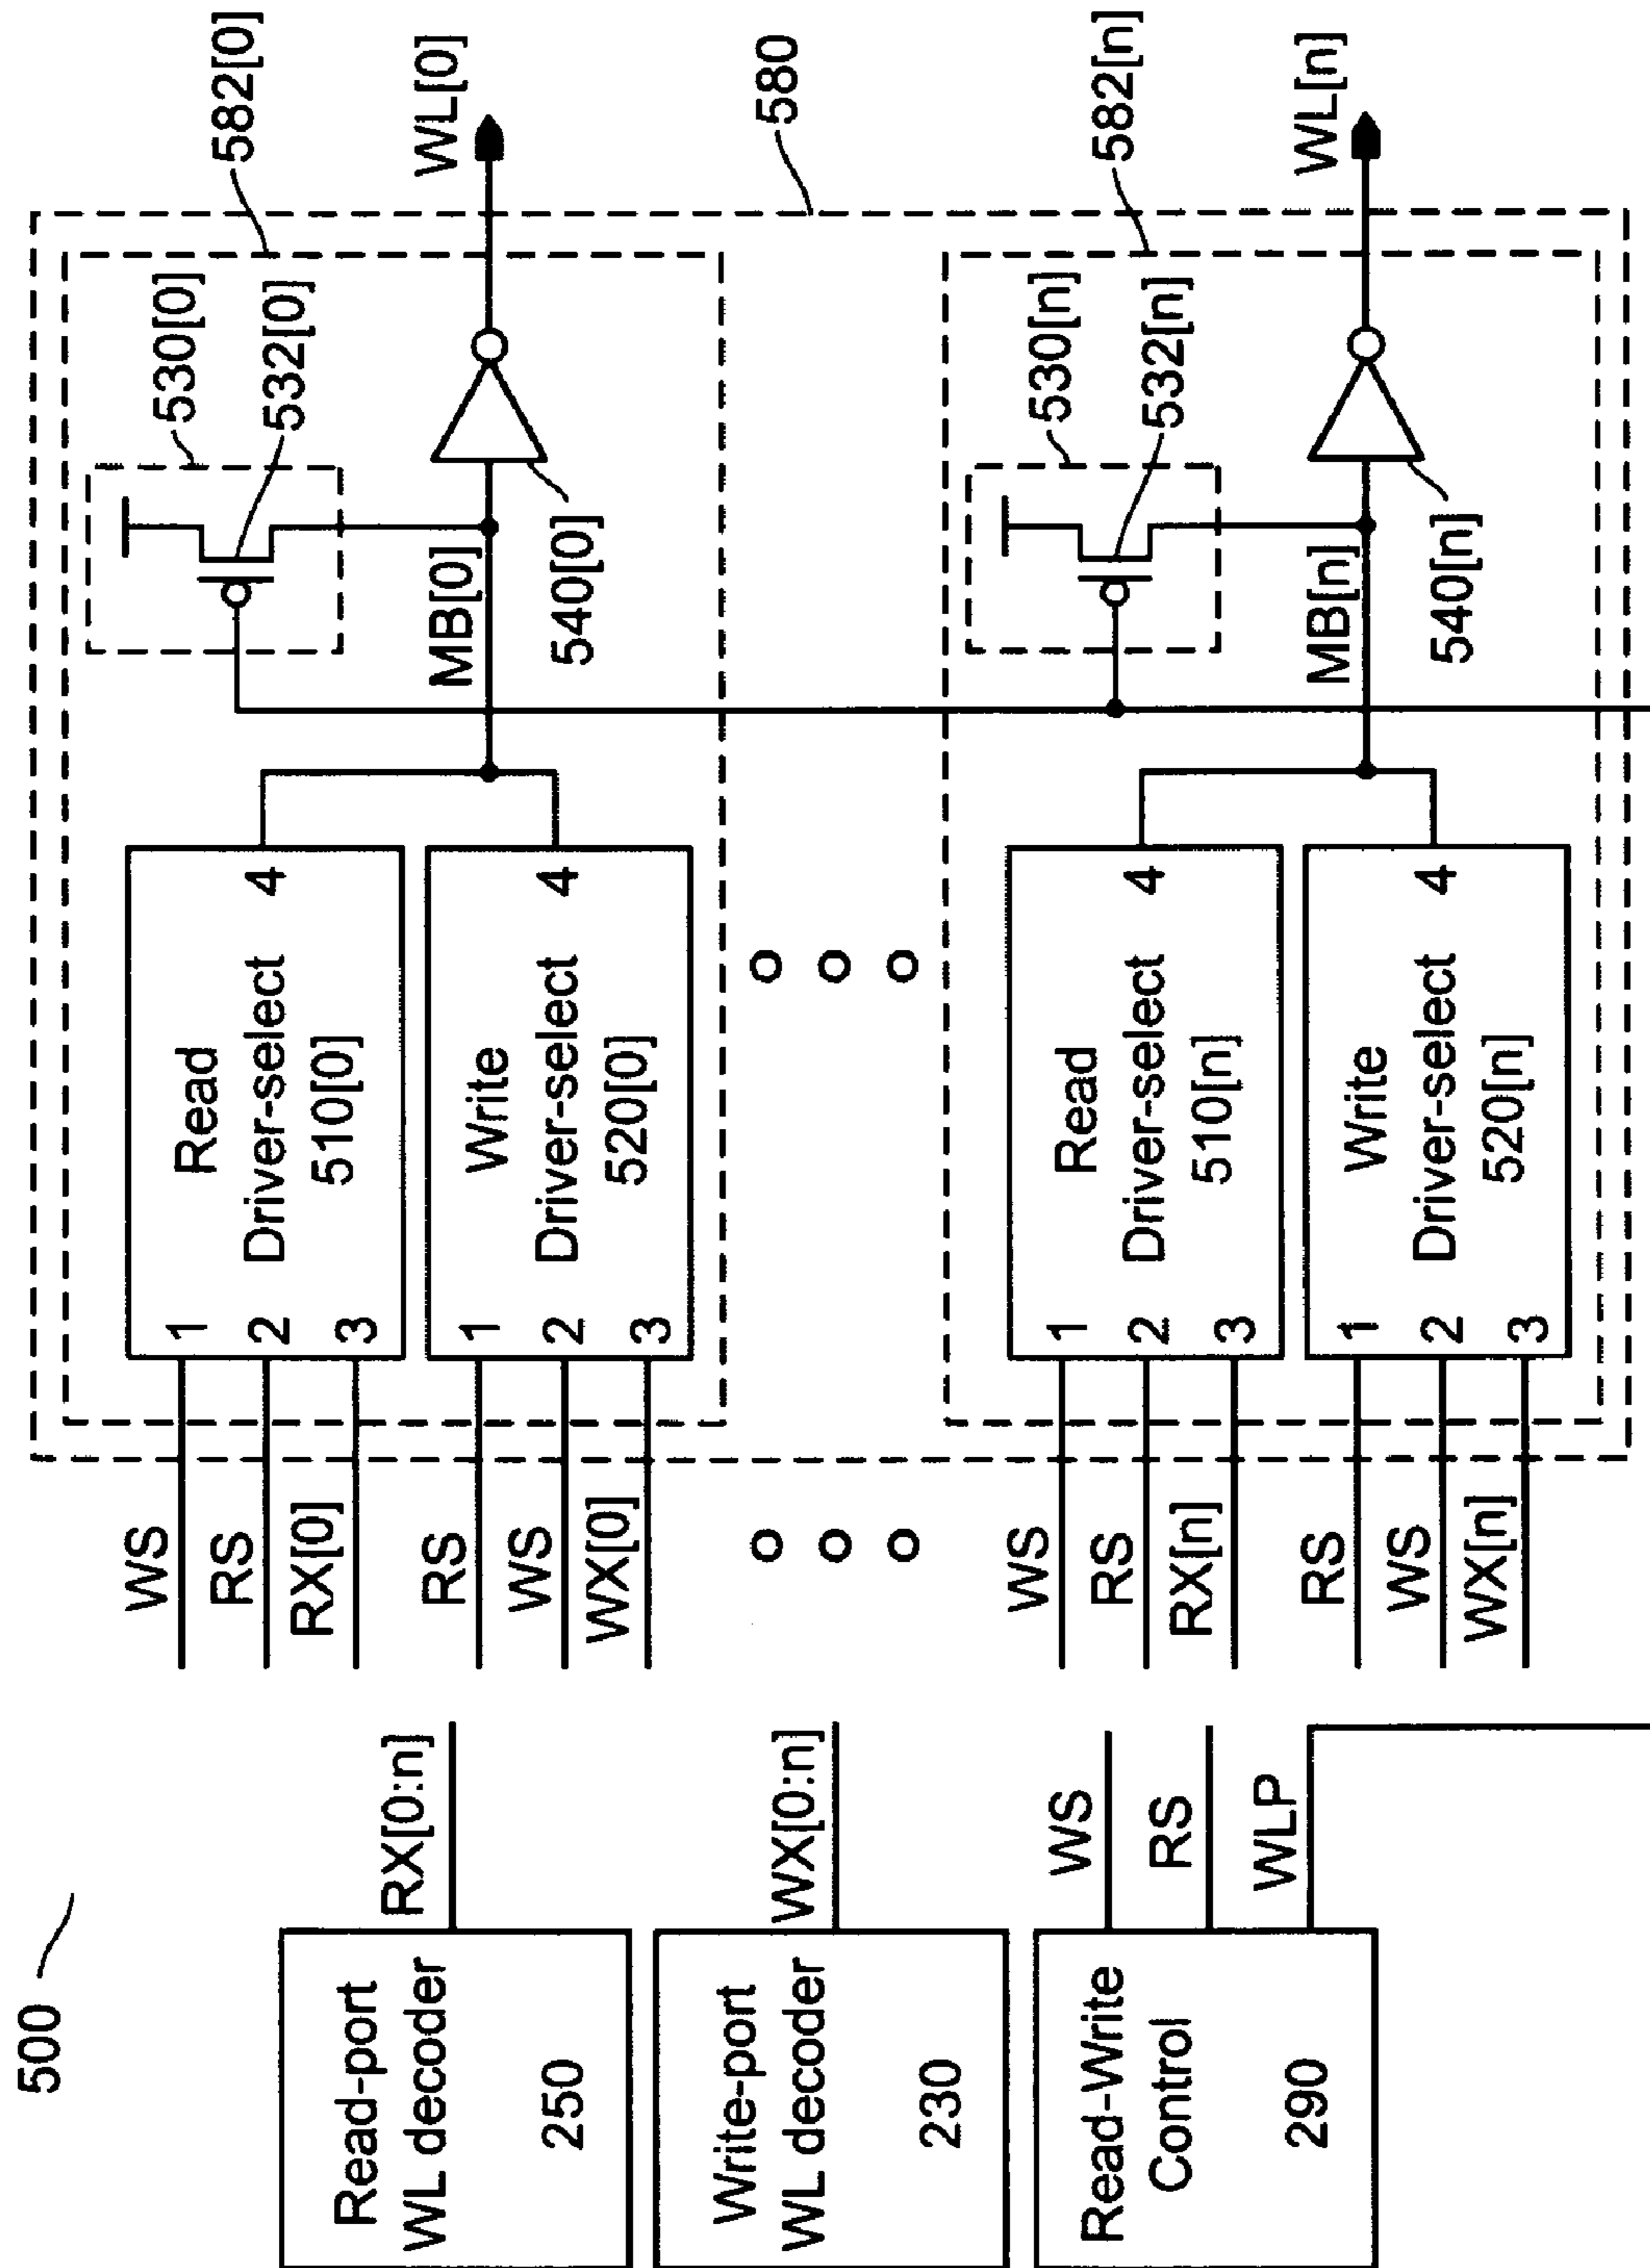 500
Read-port
WL decoder
250
RX[0:n]
Write-port
WL decoder
230
WX[0:n]
Read-Write
Control
290
WS
RS
WLP
WS
RS
RX[0]
1
2
3
Read
Driver-select
510[0]
4
RS
WS
WX[0]
1
2
3
Write
Driver-select
520[0]
4
MB[0]
530[0]
532[0]
540[0]
582[0]
WL[0]
580
WS
RS
RX[n]
1
2
3
Read
Driver-select
510[n]
4
RS
WS
WX[n]
1
2
3
Write
Driver-select
520[n]
4
MB[n]
530[n]
532[n]
540[n]
582[n]
WL[n]